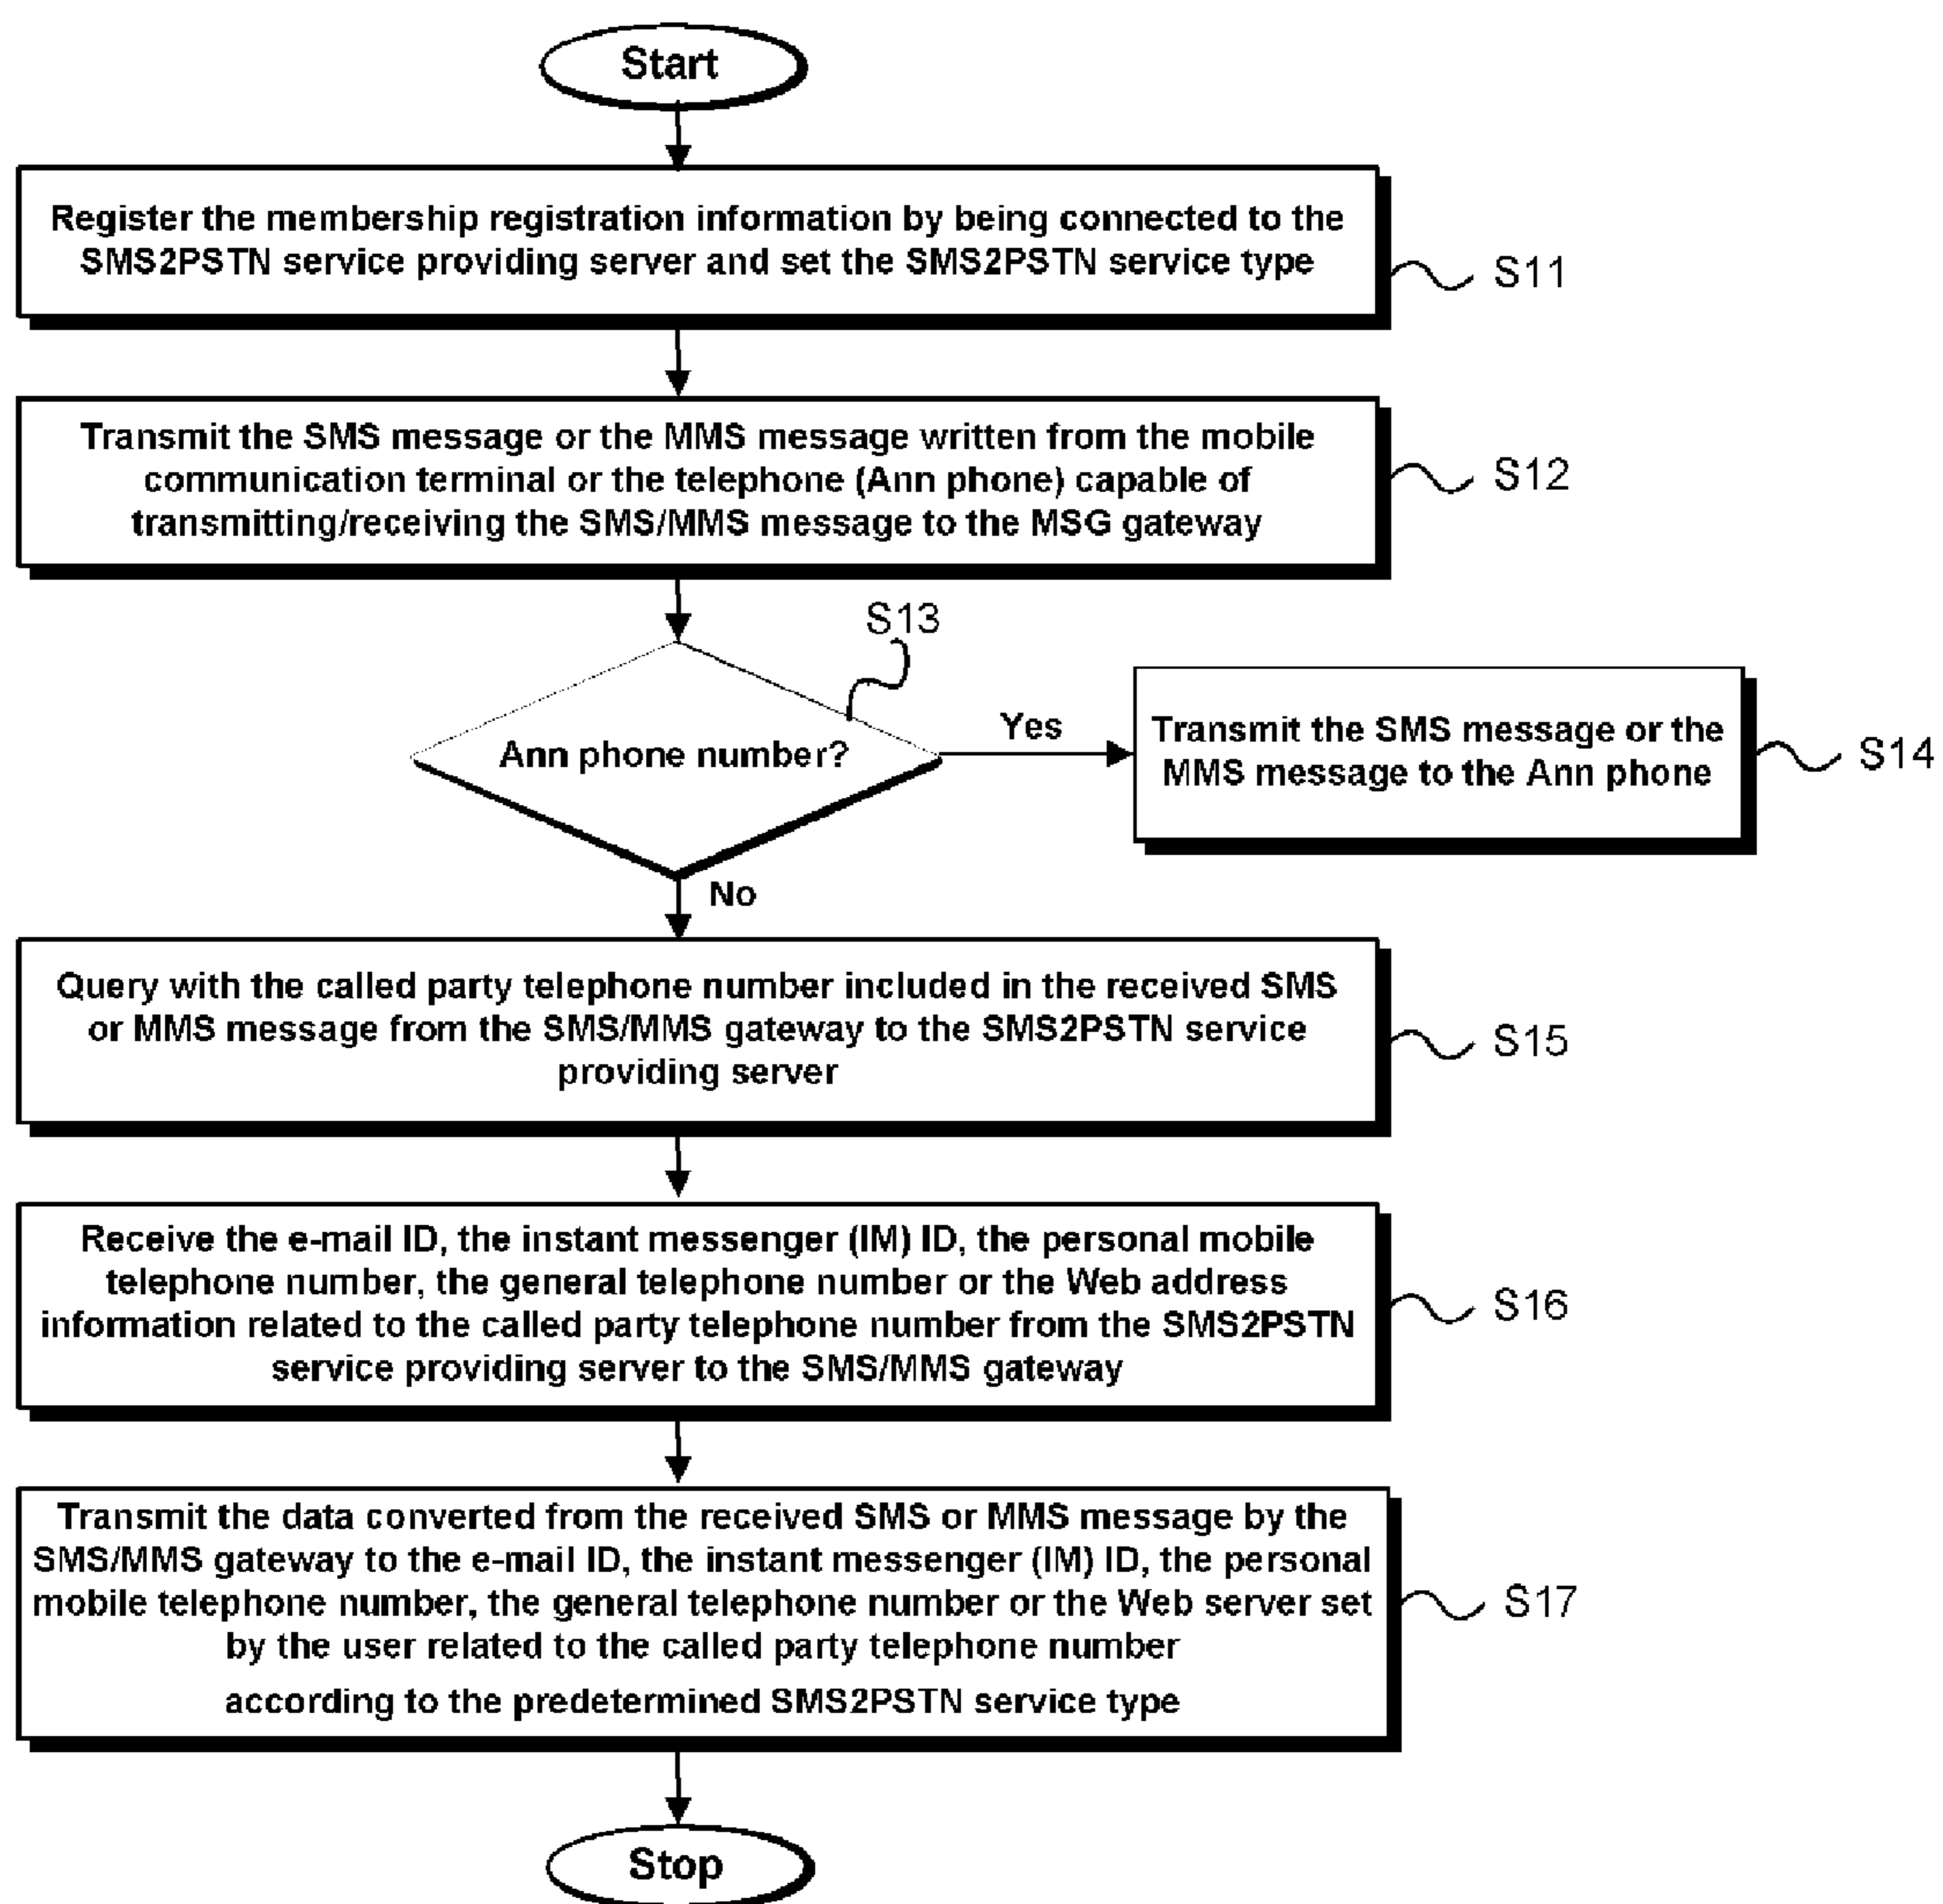 Start
Register the membership registration information by being connected to the
SMS2PSTN service providing server and set the SMS2PSTN service type
S11
Transmit the SMS message or the MMS message written from the mobile
communication terminal or the telephone (Ann phone) capable of
transmitting/receiving the SMS/MMS message to the MSG gateway
S12
S13
Ann phone number?
Yes
Transmit the SMS message or the
MMS message to the Ann phone
S14
No
Query with the called party telephone number included in the received SMS
or MMS message from the SMS/MMS gateway to the SMS2PSTN service
providing server
S15
Receive the e-mail ID, the instant messenger (IM) ID, the personal mobile
telephone number, the general telephone number or the Web address
information related to the called party telephone number from the SMS2PSTN
service providing server to the SMS/MMS gateway
S16
Transmit the data converted from the received SMS or MMS message by the
SMS/MMS gateway to the e-mail ID, the instant messenger (IM) ID, the personal
mobile telephone number, the general telephone number or the Web server set
by the user related to the called party telephone number
according to the predetermined SMS2PSTN service type
S17
Stop